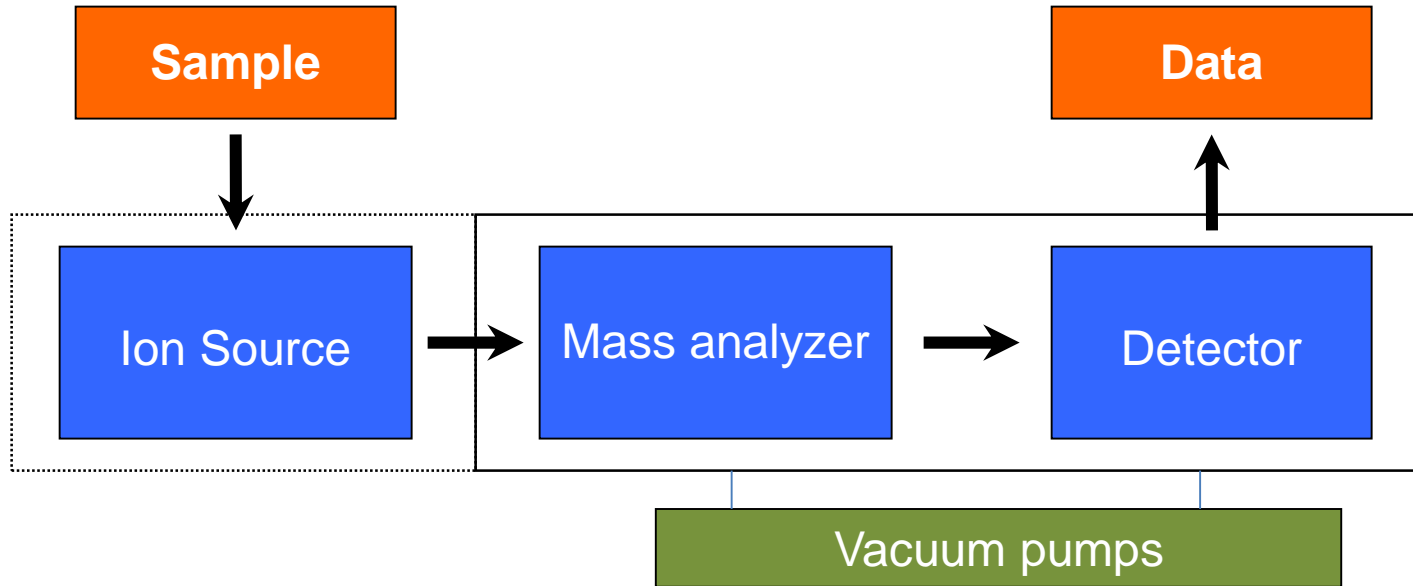 Sample
Data
Ion Source
Mass analyzer
Detector
Vacuum pumps